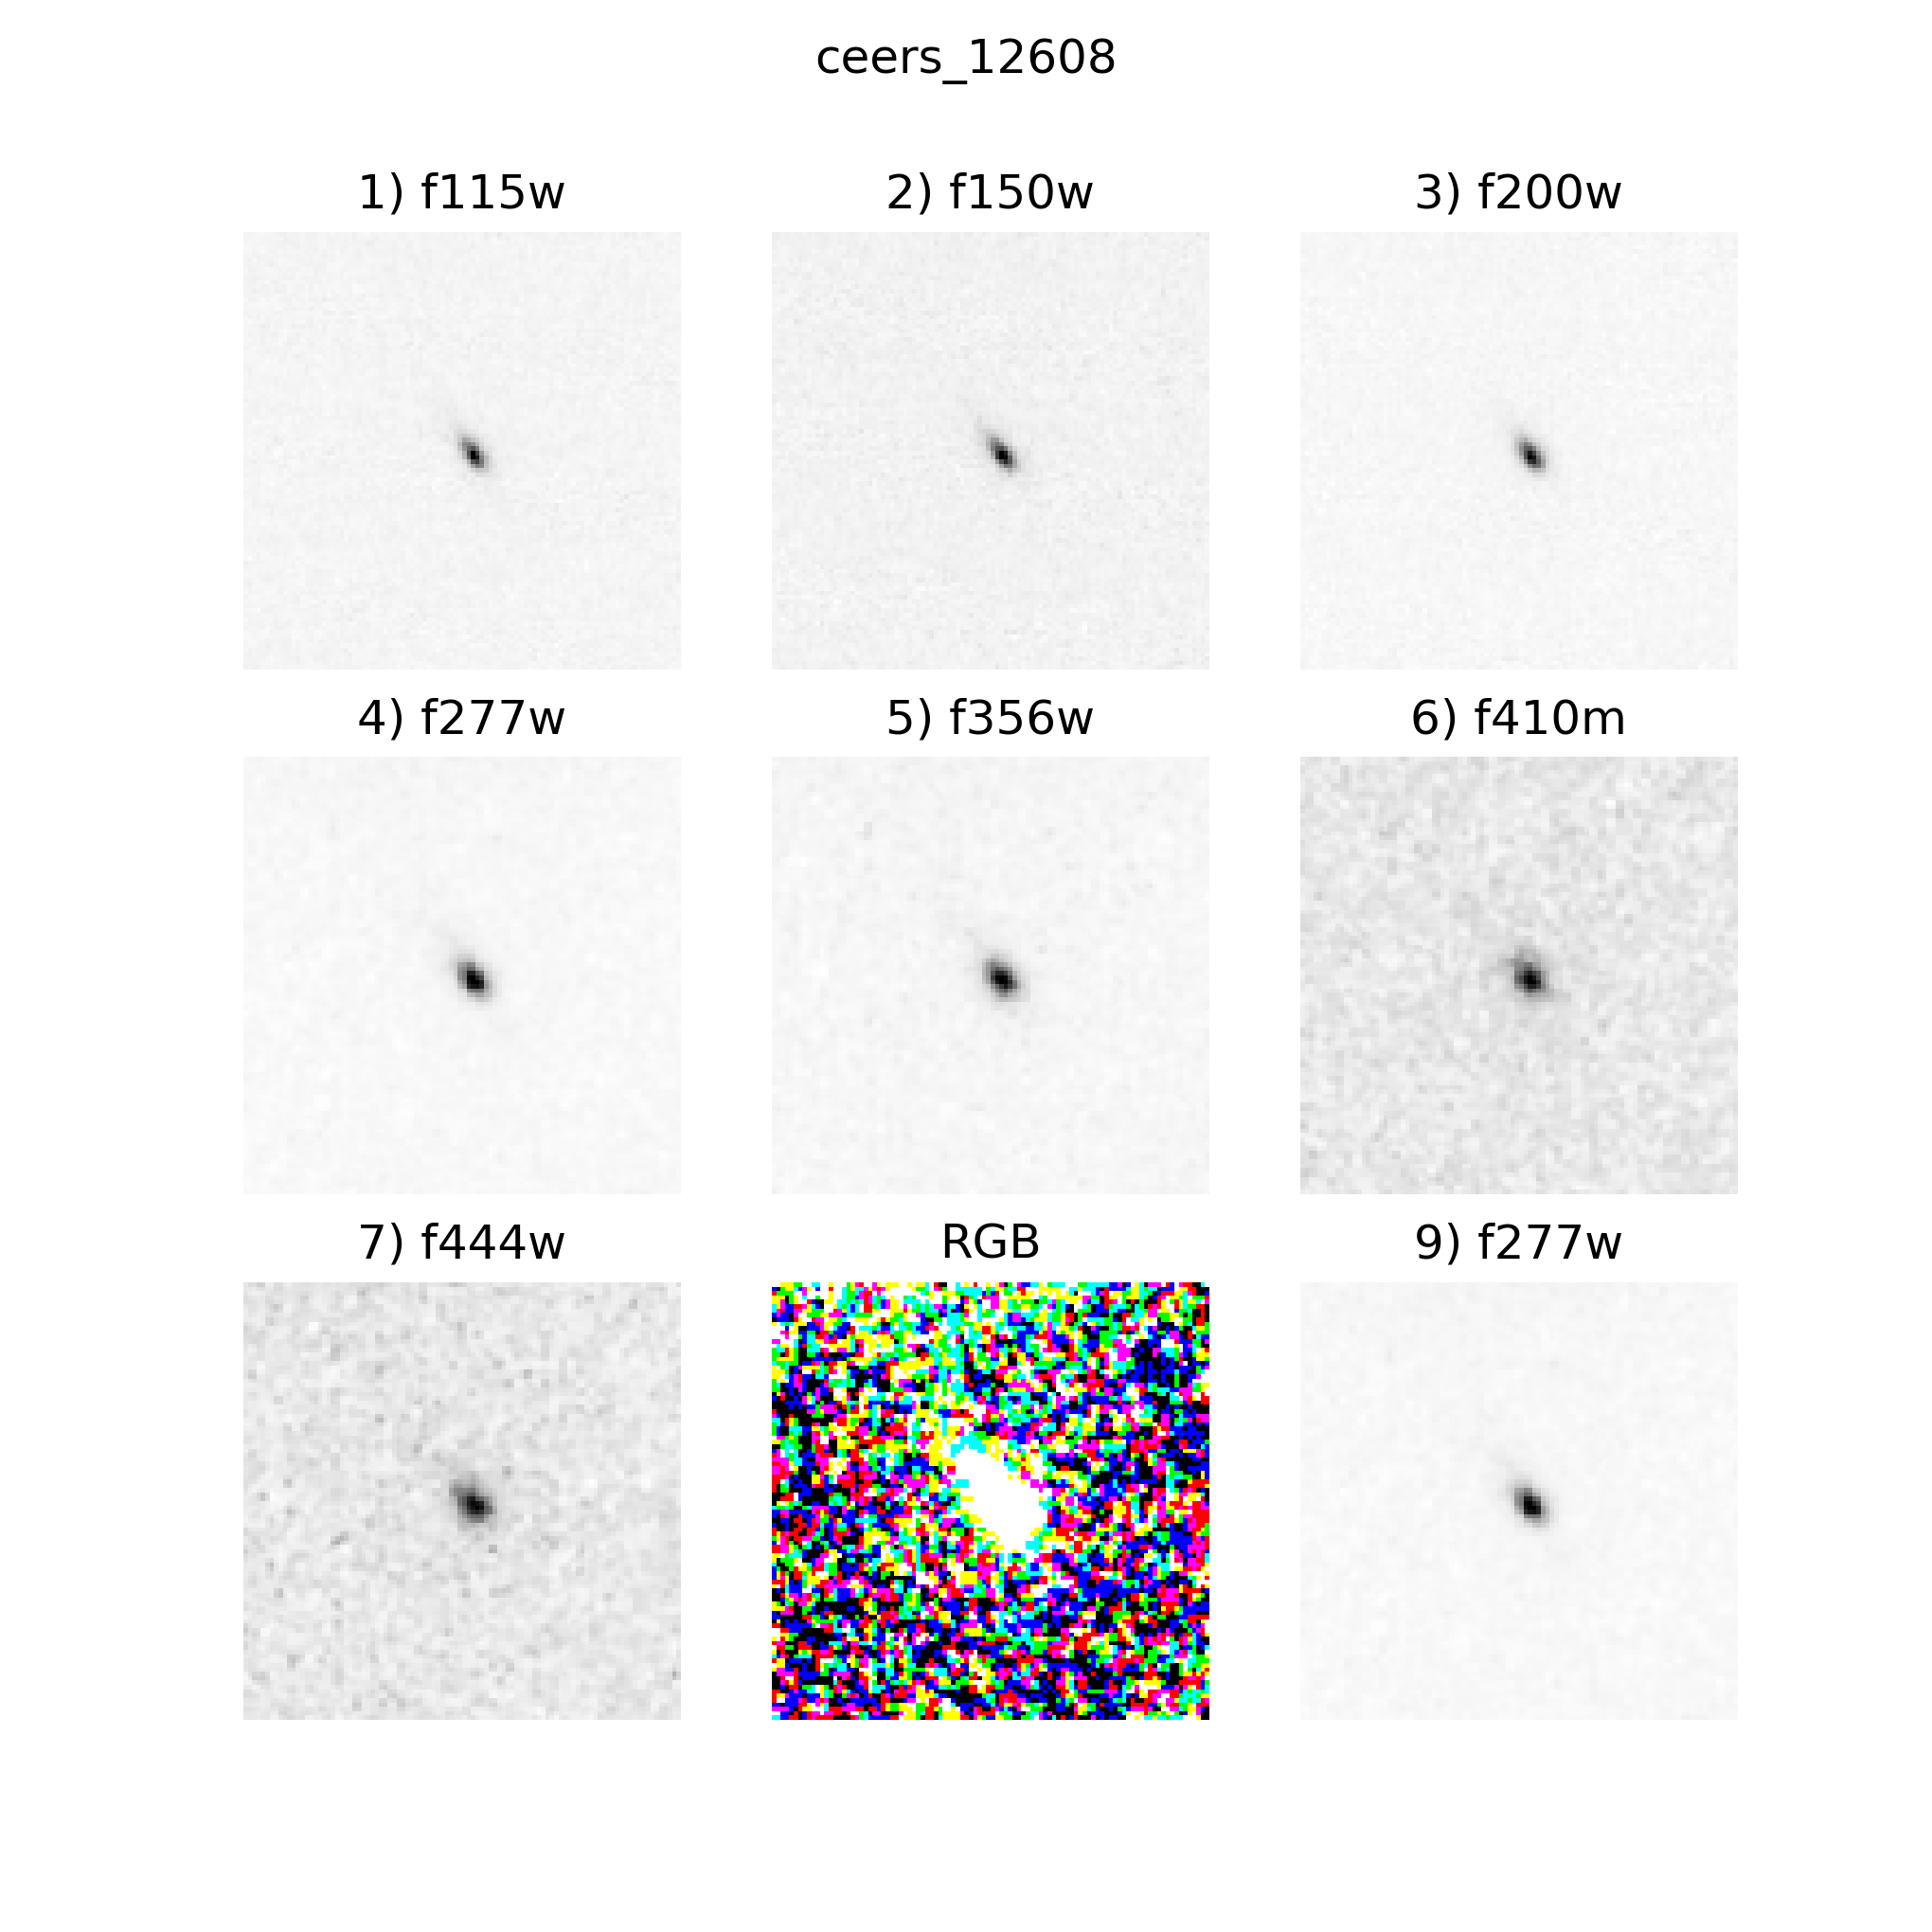 ceers_12608
1) f115w
2) f150w
3) f200w
4) f277w
5) f356w
6) f410m
7) f444w
RGB
9) f277w